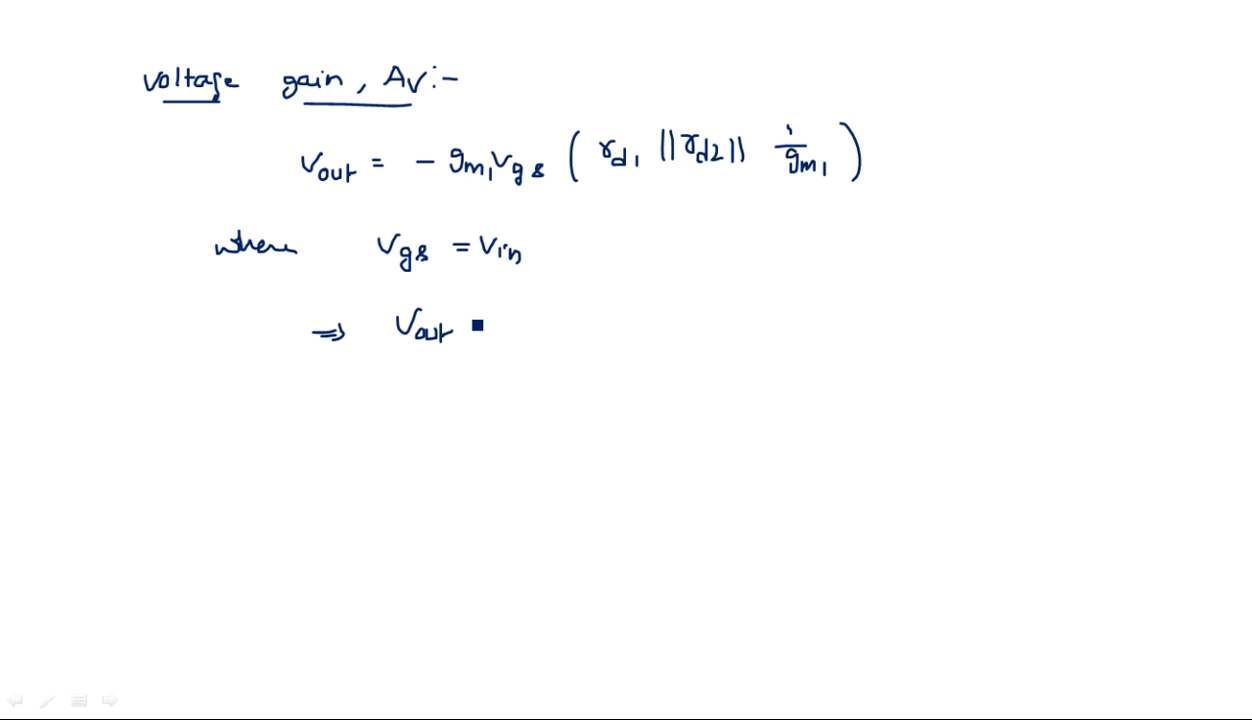 voltage gain, Av:-
Vout = - gm1Vgs ( rd1 || rd2 || 1/gm1 )
where Vgs = Vin
⇒ Vout